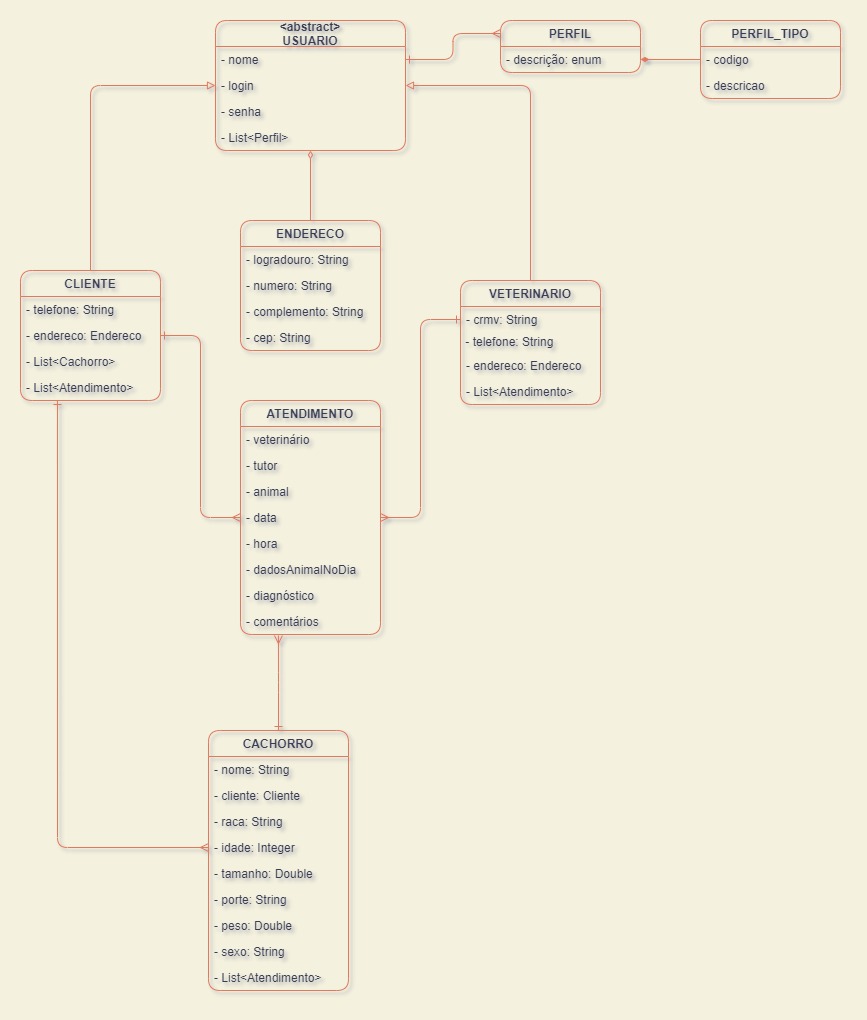 <abstract>
USUARIO
- nome
- login
- senha
- List<Perfil>
PERFIL
- descrição: enum
PERFIL_TIPO
- codigo
- descricao
ENDERECO
- logradouro: String
- numero: String
- complemento: String
- cep: String
CLIENTE
- telefone: String
- endereco: Endereco
- List<Cachorro>
- List<Atendimento>
VETERINARIO
- crmv: String
- telefone: String
- endereco: Endereco
- List<Atendimento>
ATENDIMENTO
- veterinário
- tutor
- animal
- data
- hora
- dadosAnimalNoDia
- diagnóstico
- comentários
CACHORRO
- nome: String
- cliente: Cliente
- raca: String
- idade: Integer
- tamanho: Double
- porte: String
- peso: Double
- sexo: String
- List<Atendimento>